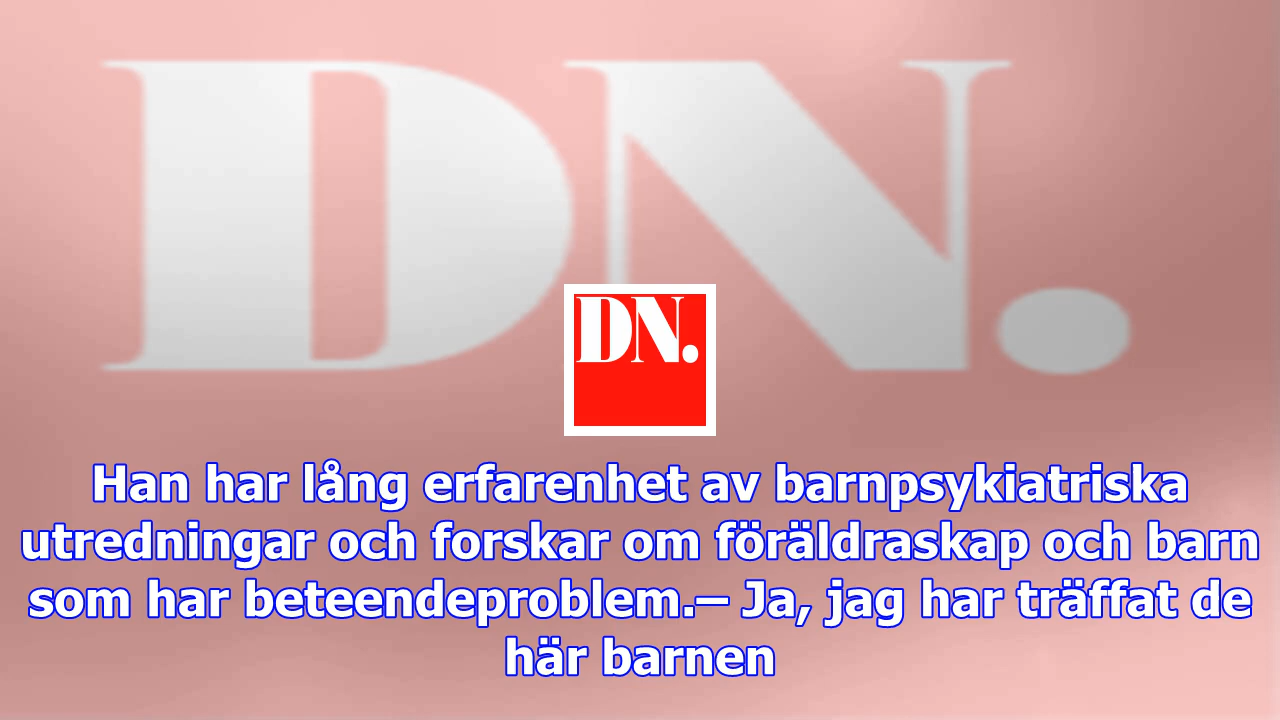 DN.
DN.
Han har lång erfarenhet av barnpsykiatriska
utredningar och forskar om föräldraskap och barn
som har beteendeproblem.– Ja, jag har träffat de
här barnen